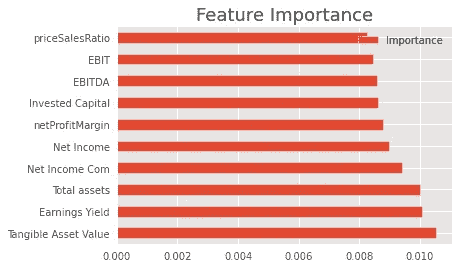 Feature Importance
priceSalesRatio
Importance
EBIT
EBITDA
Invested Capital
netProfitMargin
Net Income
Net Income Com
Total assets
Earnings Yield
Tangible Asset Value
0.000 0.002 0.004 0.006 0.008 0.010